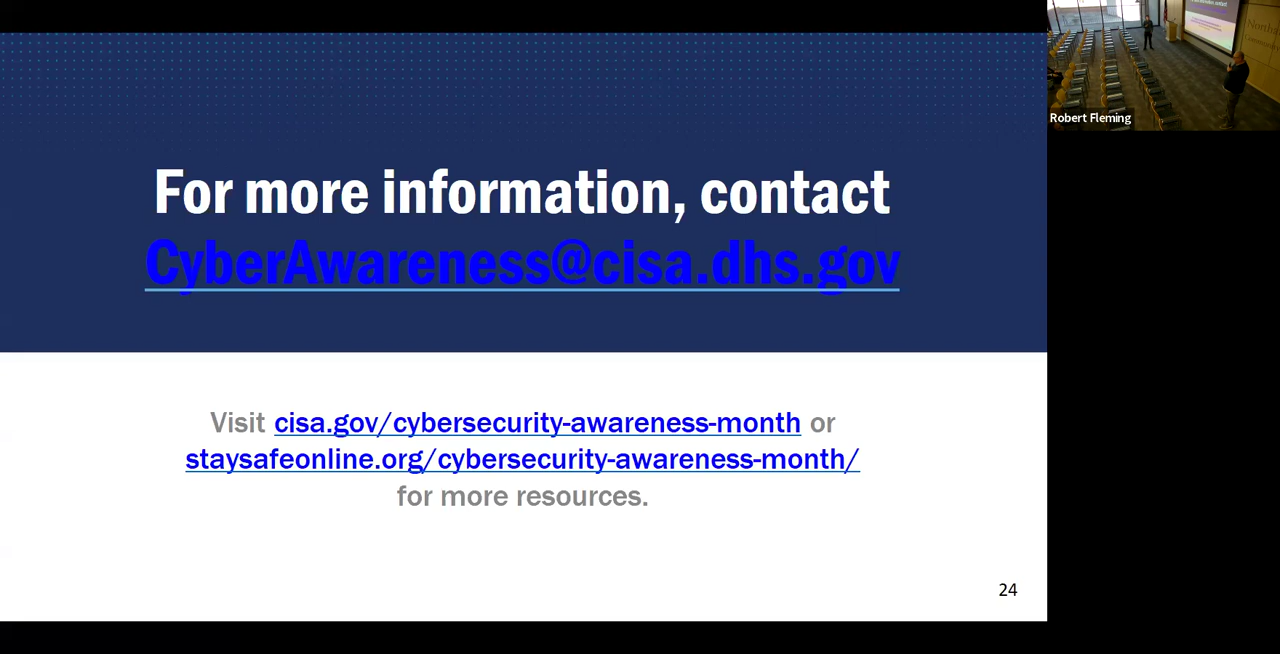 For more information, contact
CyberAwareness@cisa.dhs.gov
Visit cisa.gov/cybersecurity-awareness-month or
staysafeonline.org/cybersecurity-awareness-month/
for more resources.
24
Robert Fleming